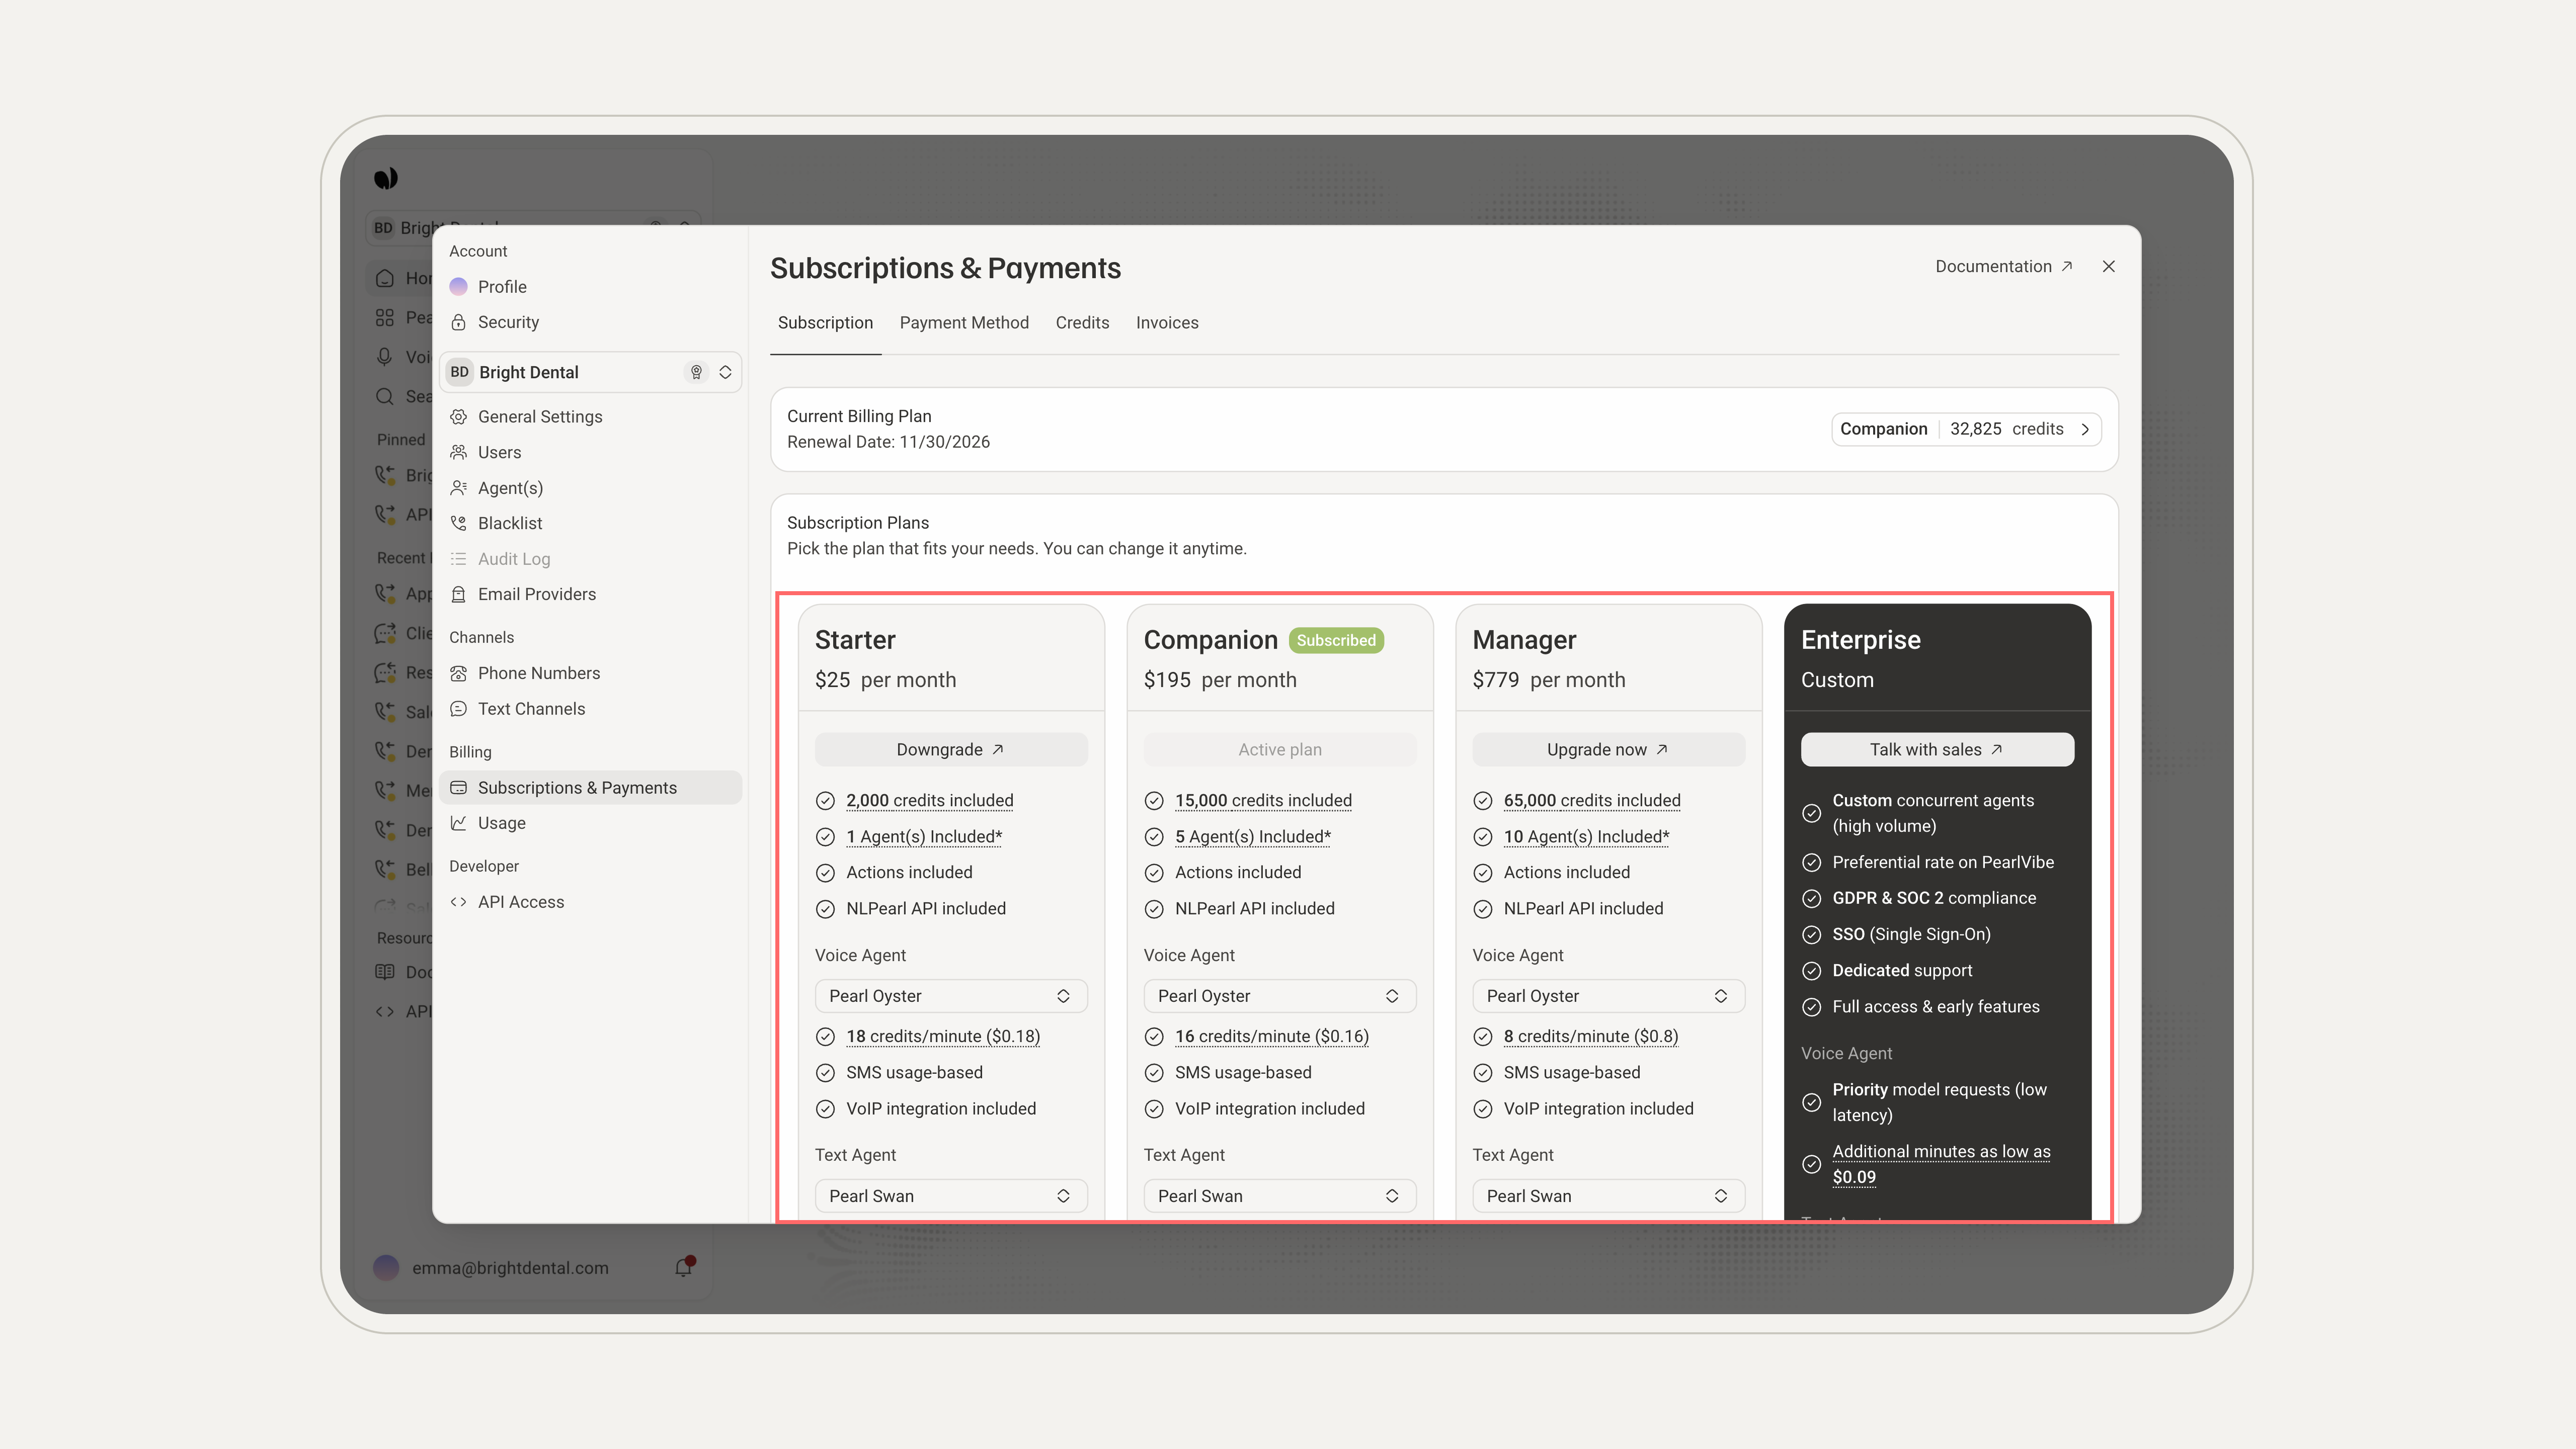 BD
Account
Profile
Security
BD Bright Dental
General Settings
Users
Agent(s)
Blacklist
Audit Log
Email Providers
Channels
Phone Numbers
Text Channels
Billing
Subscriptions & Payments
Usage
Developer
API Access
Pinned
API
Recent
API
emma@brightdental.com
Subscriptions & Payments
Documentation
Subscription Payment Method Credits Invoices
Current Billing Plan
Renewal Date: 11/30/2026
Companion 32,825 credits
Subscription Plans
Pick the plan that fits your needs. You can change it anytime.
Starter
$25 per month
Downgrade
2,000 credits included
1 Agent(s) Included*
Actions included
NLPearl API included
Voice Agent
Pearl Oyster
18 credits/minute ($0.18)
SMS usage-based
VoIP integration included
Text Agent
Pearl Swan
Companion Subscribed
$195 per month
Active plan
15,000 credits included
5 Agent(s) Included*
Actions included
NLPearl API included
Voice Agent
Pearl Oyster
16 credits/minute ($0.16)
SMS usage-based
VoIP integration included
Text Agent
Pearl Swan
Manager
$779 per month
Upgrade now
65,000 credits included
10 Agent(s) Included*
Actions included
NLPearl API included
Voice Agent
Pearl Oyster
8 credits/minute ($0.8)
SMS usage-based
VoIP integration included
Text Agent
Pearl Swan
Enterprise
Custom
Talk with sales
Custom concurrent agents
(high volume)
Preferential rate on PearlVibe
GDPR & SOC 2 compliance
SSO (Single Sign-On)
Dedicated support
Full access & early features
Voice Agent
Priority model requests (low
latency)
Additional minutes as low as
$0.09